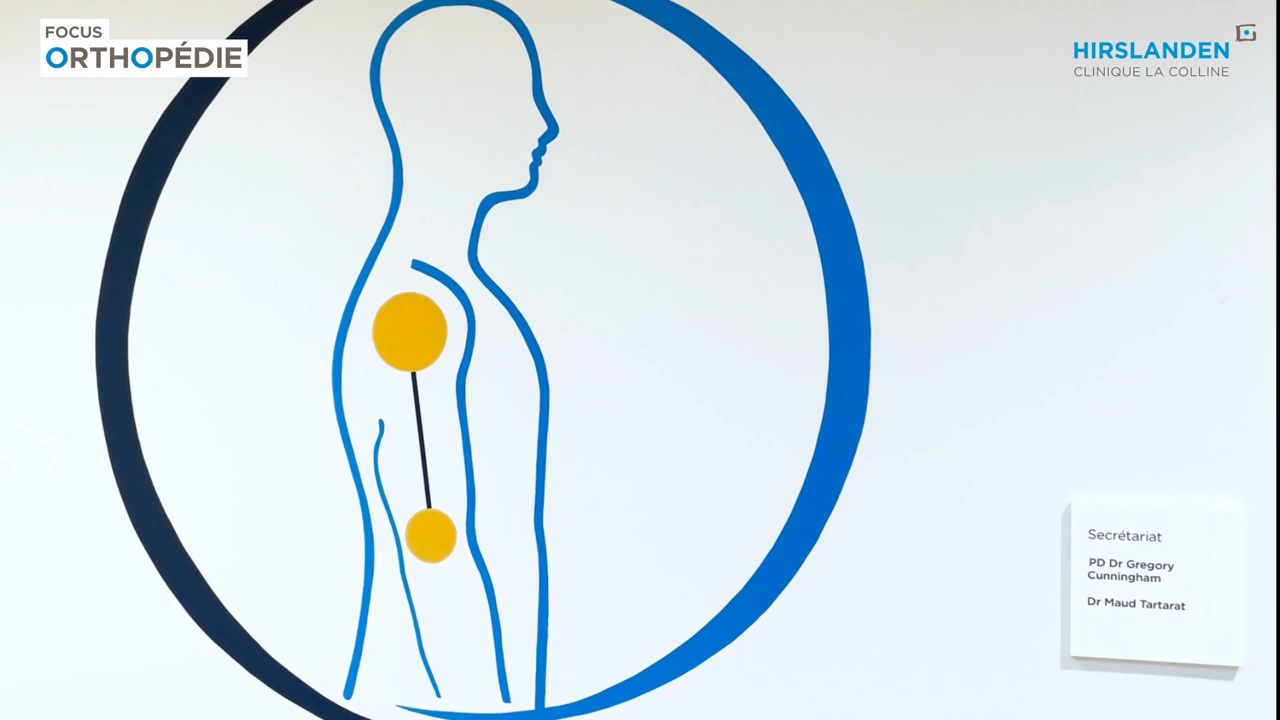 FOCUS
ORTHOPÉDIE
HIRSLANDEN
CLINIQUE LA COLLINE
Secrétariat
PD Dr Gregory
Cunningham
Dr Maud Tartarat